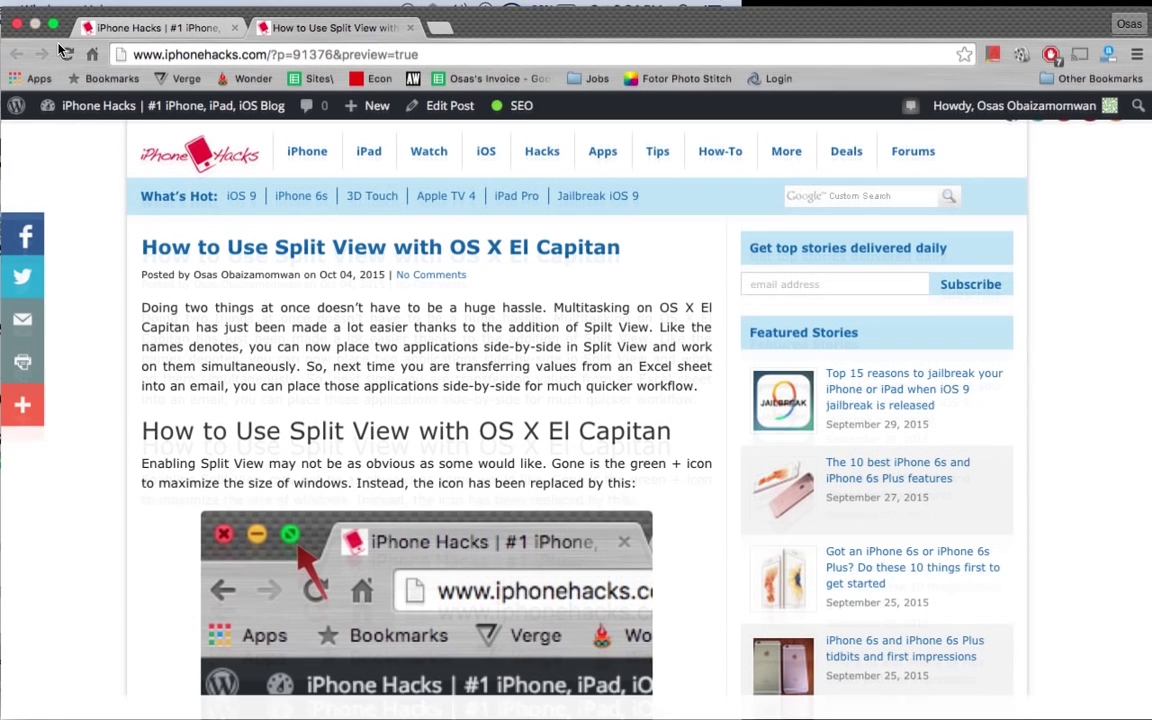 iPhone Hacks | #1 iPhone,
How to Use Split View with
Osas
www.iphonehacks.com/?p=91376&preview=true
Apps
Bookmarks
Verge
Wonder
Sites\
Econ
Osas's Invoice - Goo
Jobs
Fotor Photo Stitch
Login
Other Bookmarks
iPhone Hacks | #1 iPhone, iPad, iOS Blog
0
New
Edit Post
SEO
Howdy, Osas Obaizamomwan
iPhone Hacks
iPhone
iPad
Watch
iOS
Hacks
Apps
Tips
How-To
More
Deals
Forums
What's Hot:
iOS 9
iPhone 6s
3D Touch
Apple TV 4
iPad Pro
Jailbreak iOS 9
Google™ Custom Search
How to Use Split View with OS X El Capitan
Posted by Osas Obaizamomwan on Oct 04, 2015 | No Comments
Doing two things at once doesn't have to be a huge hassle. Multitasking on OS X El
Capitan has just been made a lot easier thanks to the addition of Spilt View. Like the
names denotes, you can now place two applications side-by-side in Split View and work
on them simultaneously. So, next time you are transferring values from an Excel sheet
into an email, you can place those applications side-by-side for much quicker workflow.
How to Use Split View with OS X El Capitan
Enabling Split View may not be as obvious as some would like. Gone is the green + icon
to maximize the size of windows. Instead, the icon has been replaced by this:
iPhone Hacks | #1 iPhone,
www.iphonehacks.c
Apps
Bookmarks
Verge
Wo
iPhone Hacks | #1 iPhone, iPad, iO
Get top stories delivered daily
email address
Subscribe
Featured Stories
JAILBREAK
Top 15 reasons to jailbreak your
iPhone or iPad when iOS 9
jailbreak is released
September 29, 2015
The 10 best iPhone 6s and
iPhone 6s Plus features
September 27, 2015
Got an iPhone 6s or iPhone 6s
Plus? Do these 10 things first to
get started
September 25, 2015
iPhone 6s and iPhone 6s Plus
tidbits and first impressions
September 25, 2015